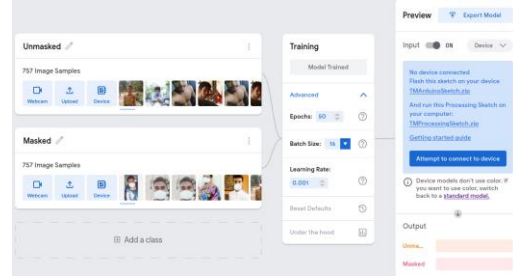 Unmasked
757 Image Samples
Webcam
Upload
Device
Masked
757 Image Samples
Webcam
Upload
Device
Add a class
Training
Model Trained
Advanced
Epochs: 50
Batch Size: 16
Learning Rate:
0.001
Reset Defaults
Under the hood
Preview
Export Model
Input ON Device
No device connected
Flash this sketch on your device
TMArduinoSketch.zip
And run this Processing Sketch on
your computer:
TMProcessingSketch.zip
Getting started guide
Attempt to connect to device
Device models don't use color. If
you want to use color, switch
back to a standard model.
Output
Unma...
Masked